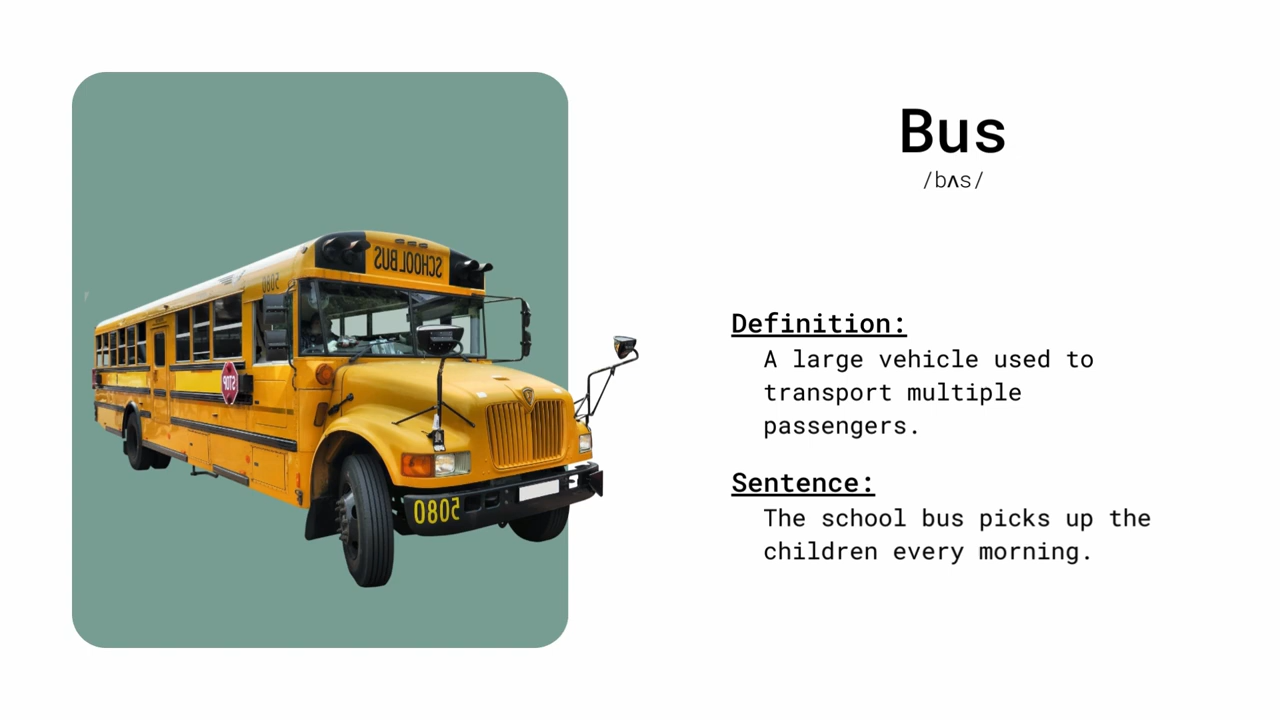 SCHOOL BUS
5080
STOP
5080
Bus
/bʌs/
Definition:
A large vehicle used to
transport multiple
passengers.
Sentence:
The school bus picks up the
children every morning.